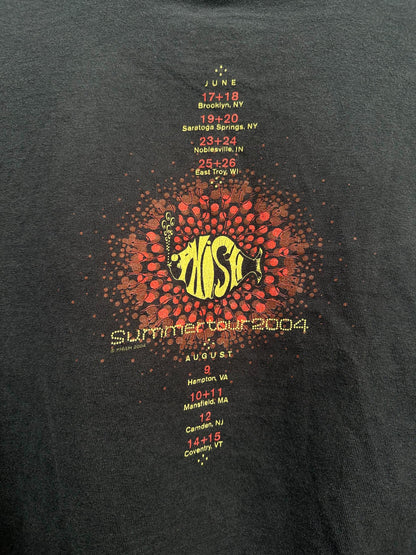 JUNE
17+18
Brooklyn, NY
19+20
Saratoga Springs, NY
23+24
Noblesville, IN
25+26
East Troy, WI
PHISH
Summer tour 2004
© PHISH 2004
AUGUST
9
Hampton, VA
10+11
Mansfield, MA
12
Camden, NJ
14+15
Coventry, VT